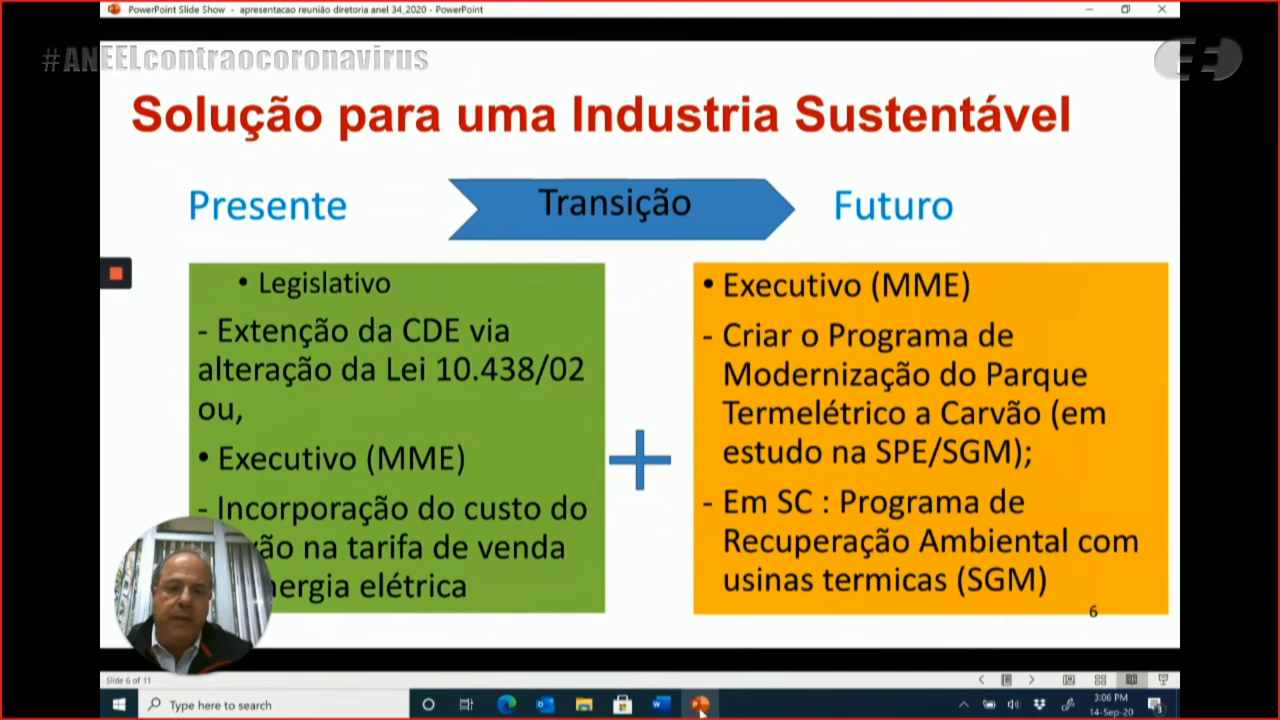 PowerPoint Slide Show - apresentacao reunião diretoria anel 34_2020 - PowerPoint
#ANEELcontraocoronavirus
Solução para uma Industria Sustentável
Presente
Transição
Futuro
• Legislativo
- Extenção da CDE via
alteração da Lei 10.438/02
ou,
• Executivo (MME)
- Incorporação do custo do
vão na tarifa de venda
nergia elétrica
• Executivo (MME)
- Criar o Programa de
Modernização do Parque
Termelétrico a Carvão (em
estudo na SPE/SGM);
- Em SC : Programa de
Recuperação Ambiental com
usinas termicas (SGM)
6
Slide 6 of 11
Type here to search
3:06 PM
14-Sep-20
3